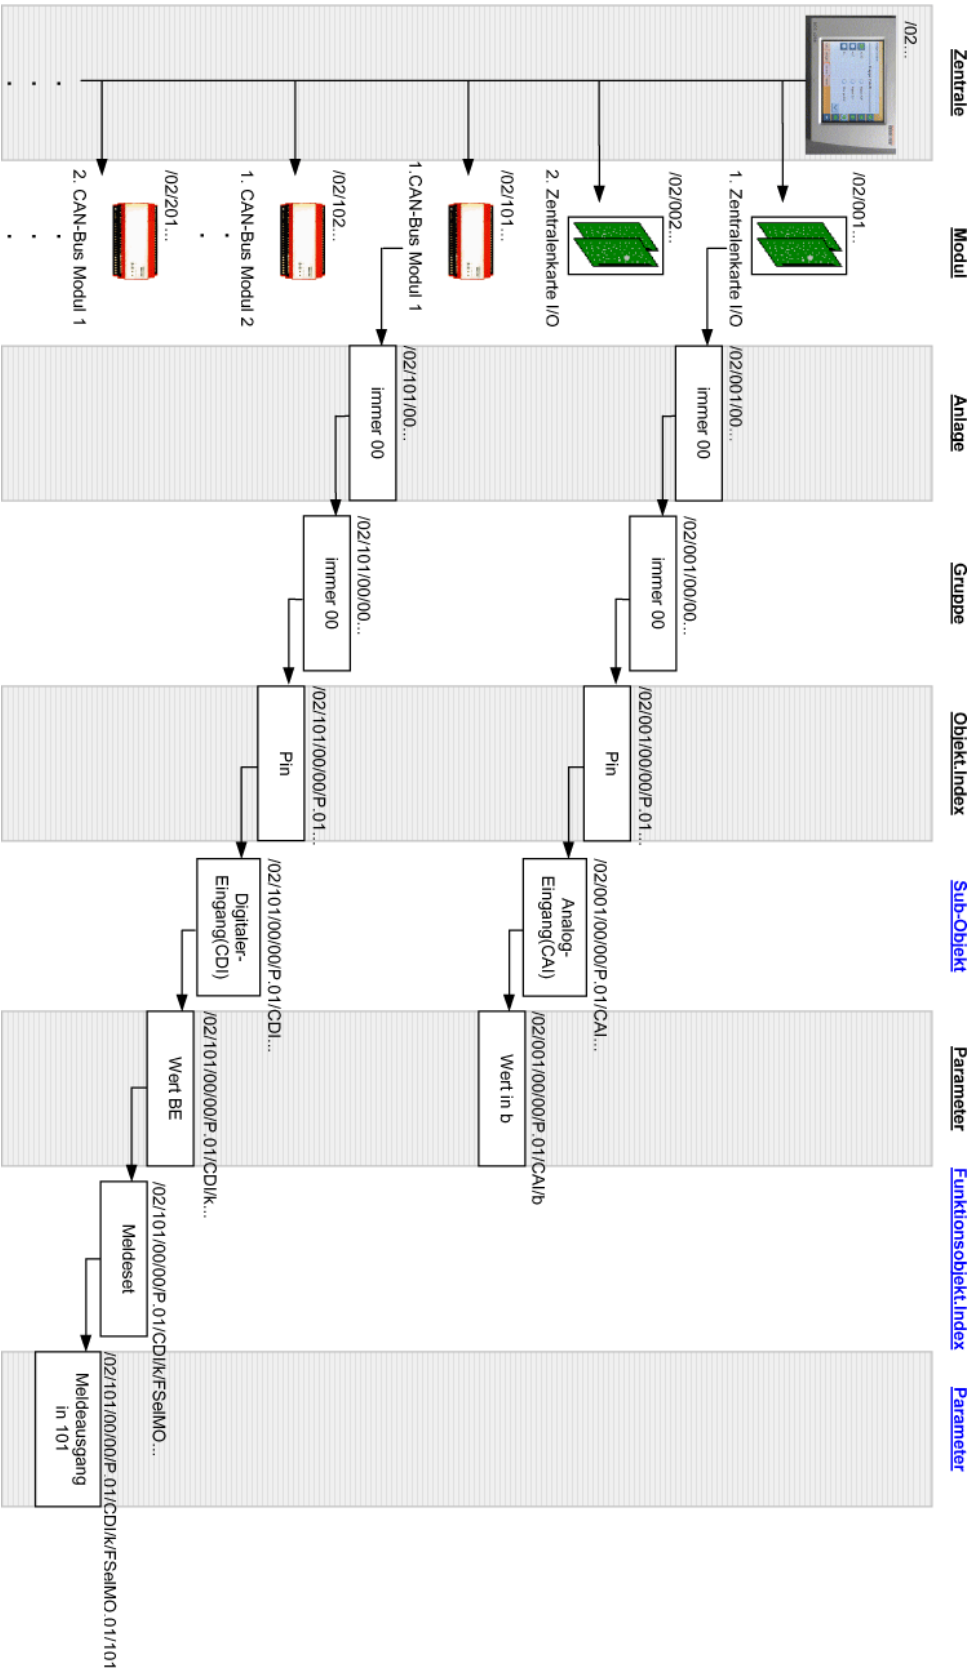 Zentrale
Modul
Anlage
Gruppe
Objekt.Index
Sub-Objekt
Parameter
Funktionsobjekt.Index
Parameter
/02...
/02/001...
1. Zentralenkarte I/O
/02/001/00...
immer 00
/02/001/00/00...
immer 00
/02/001/00/00/P.01...
Pin
/02/001/00/00/P.01/CAI...
Analog-
Eingang(CAI)
/02/001/00/00/P.01/CAI/b
Wert in b
/02/002...
2. Zentralenkarte I/O
/02/101...
1.CAN-Bus Modul 1
/02/101/00...
immer 00
/02/101/00/00...
immer 00
/02/101/00/00/P.01...
Pin
/02/101/00/00/P.01/CDI...
Digitaler-
Eingang(CDI)
/02/101/00/00/P.01/CDI/k...
Wert BE
/02/101/00/00/P.01/CDI/k/FSelMO...
Meldeset
/02/101/00/00/P.01/CDI/k/FSelMO.01/101
Meldeausgang
in 101
/02/102...
1. CAN-Bus Modul 2
/02/201...
2. CAN-Bus Modul 1